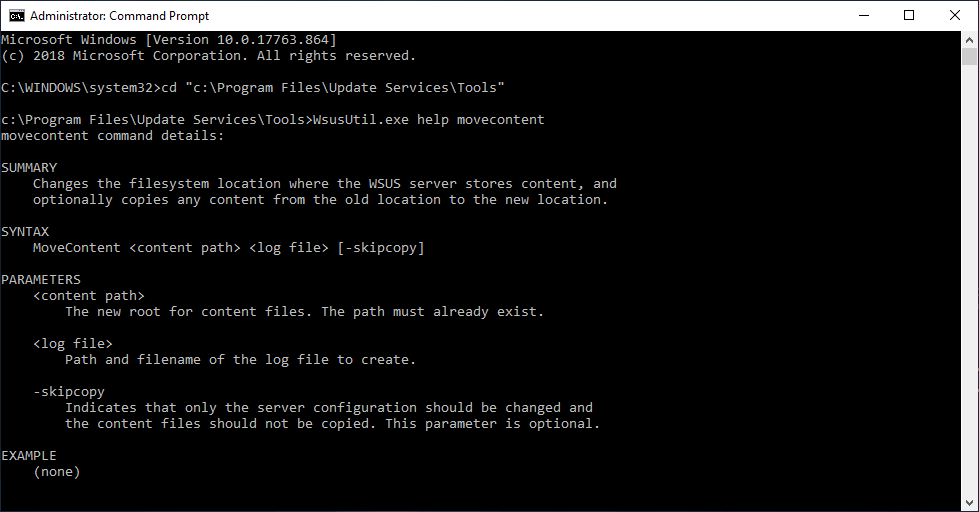 Administrator: Command Prompt
Microsoft Windows [Version 10.0.17763.864]
(c) 2018 Microsoft Corporation. All rights reserved.
C:\WINDOWS\system32>cd "c:\Program Files\Update Services\Tools"
c:\Program Files\Update Services\Tools>WsusUtil.exe help movecontent
movecontent command details:
SUMMARY
Changes the filesystem location where the WSUS server stores content, and
optionally copies any content from the old location to the new location.
SYNTAX
MoveContent <content path> <log file> [-skipcopy]
PARAMETERS
<content path>
The new root for content files. The path must already exist.
<log file>
Path and filename of the log file to create.
-skipcopy
Indicates that only the server configuration should be changed and
the content files should not be copied. This parameter is optional.
EXAMPLE
(none)